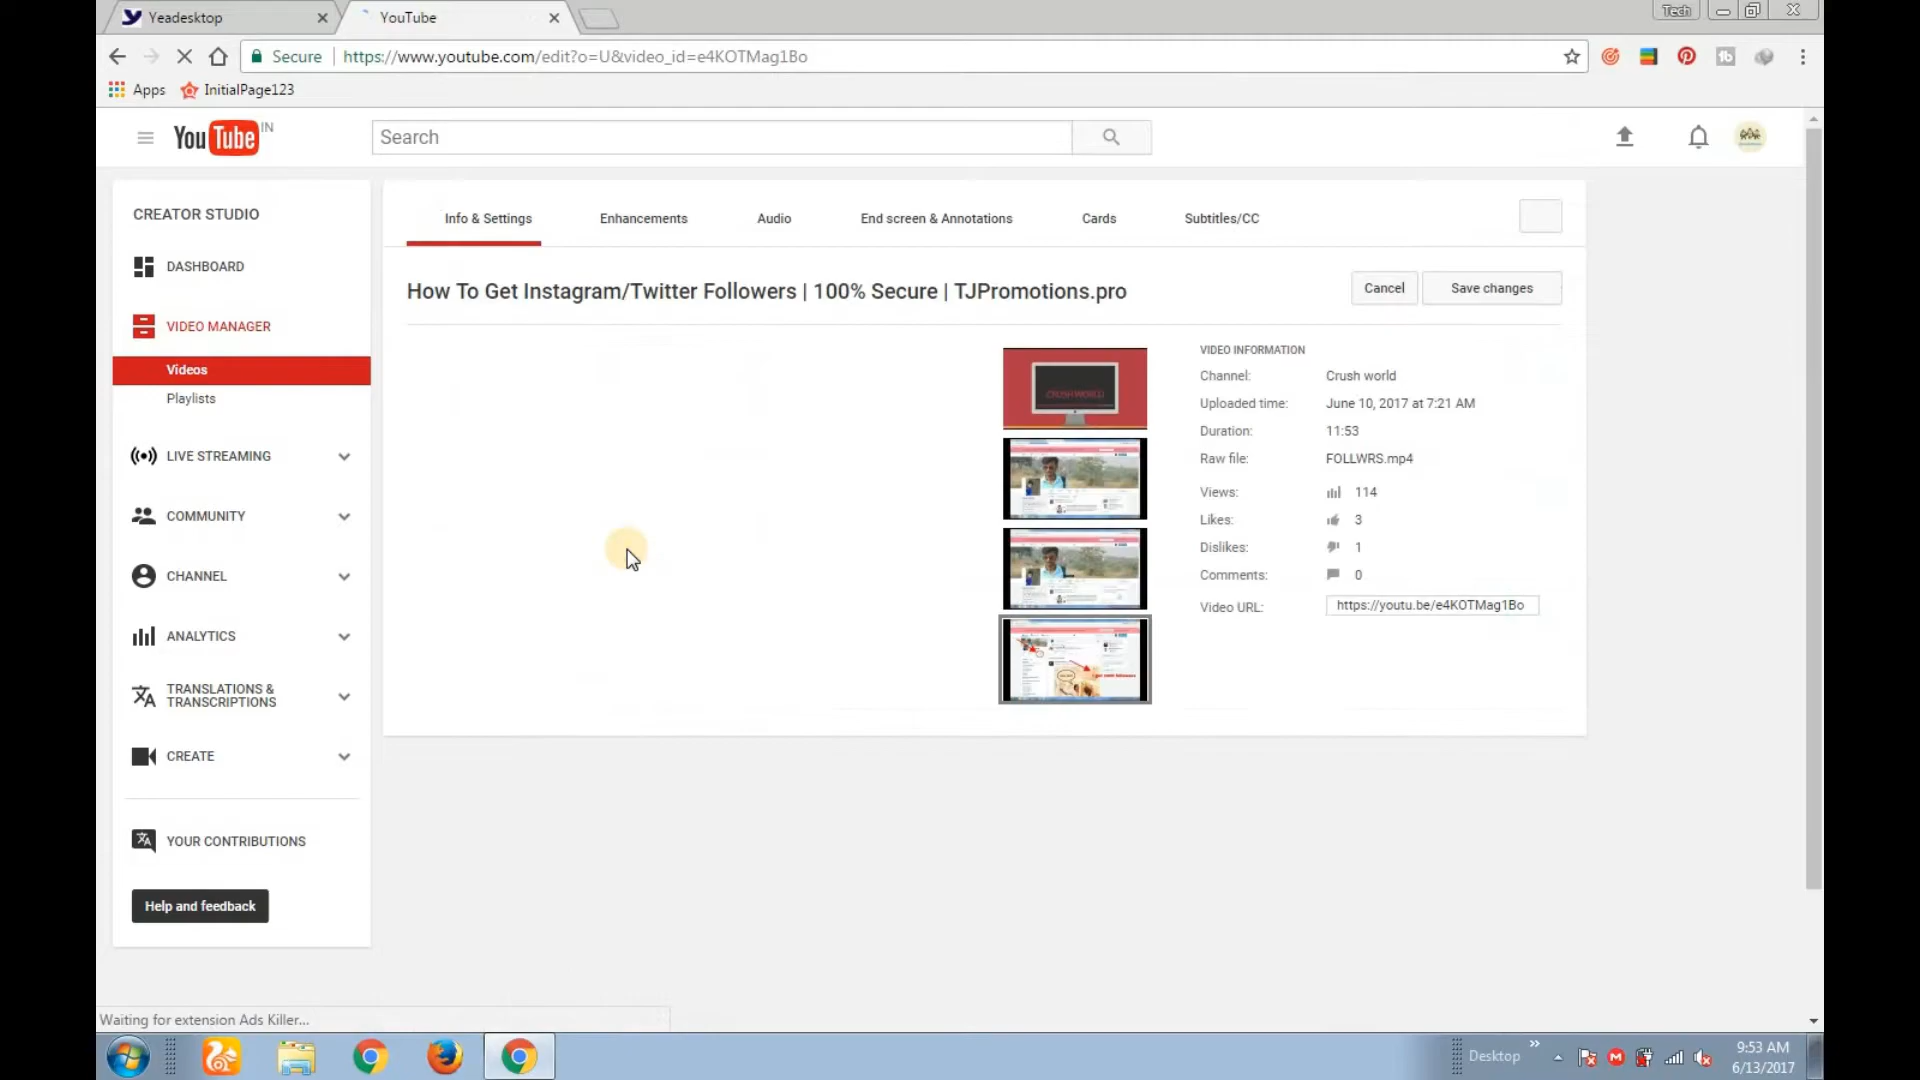 Yeadesktop
YouTube
Tech
Secure
https://www.youtube.com/edit?o=U&video_id=e4KOTMag1Bo
Apps
InitialPage123
YouTube IN
Search
CREATOR STUDIO
DASHBOARD
VIDEO MANAGER
Videos
Playlists
LIVE STREAMING
COMMUNITY
CHANNEL
ANALYTICS
TRANSLATIONS &
TRANSCRIPTIONS
CREATE
YOUR CONTRIBUTIONS
Help and feedback
Info & Settings
Enhancements
Audio
End screen & Annotations
Cards
Subtitles/CC
How To Get Instagram/Twitter Followers | 100% Secure | TJPromotions.pro
Cancel
Save changes
CRUSH WORLD
VIDEO INFORMATION
Channel: Crush world
Uploaded time: June 10, 2017 at 7:21 AM
Duration: 11:53
Raw file: FOLLWRS.mp4
Views: 114
Likes: 3
Dislikes: 1
Comments: 0
Video URL: https://youtu.be/e4KOTMag1Bo
Waiting for extension Ads Killer...
Desktop
9:53 AM
6/13/2017